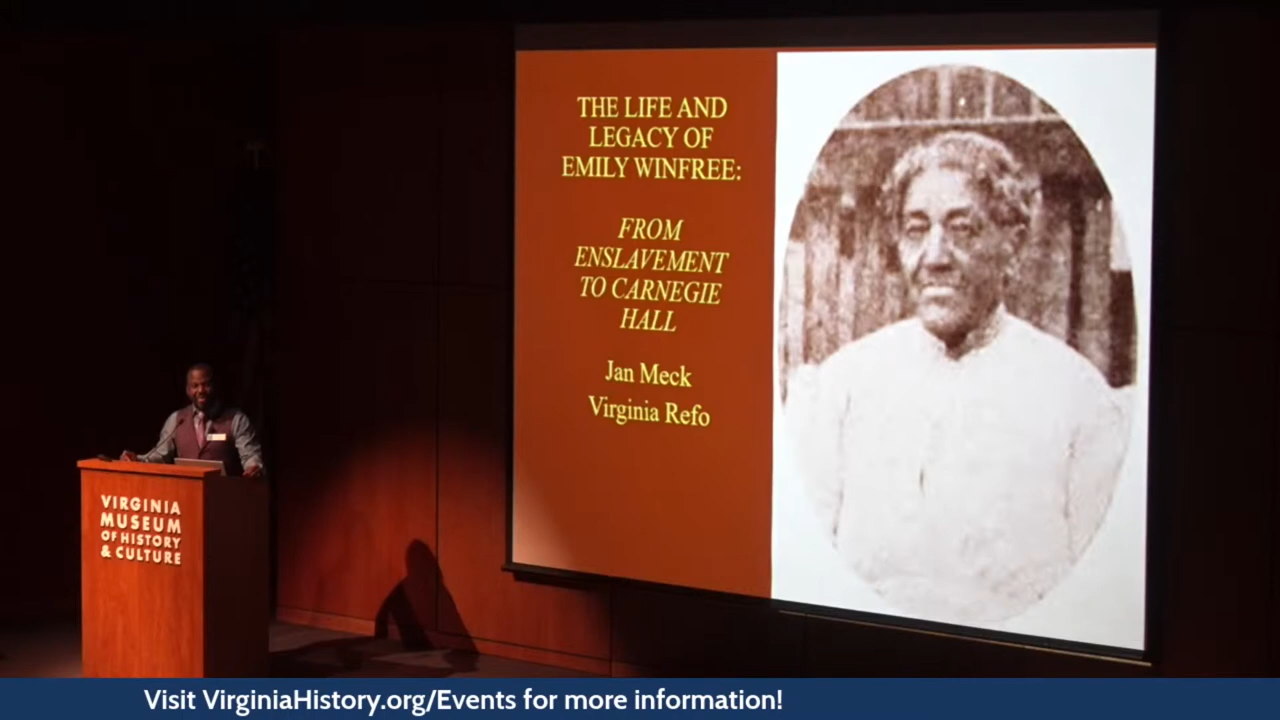 THE LIFE AND
LEGACY OF
EMILY WINFREE:
FROM
ENSLAVEMENT
TO CARNEGIE
HALL
Jan Meck
Virginia Refo
VIRGINIA
MUSEUM
OF HISTORY
& CULTURE
Visit VirginiaHistory.org/Events for more information!